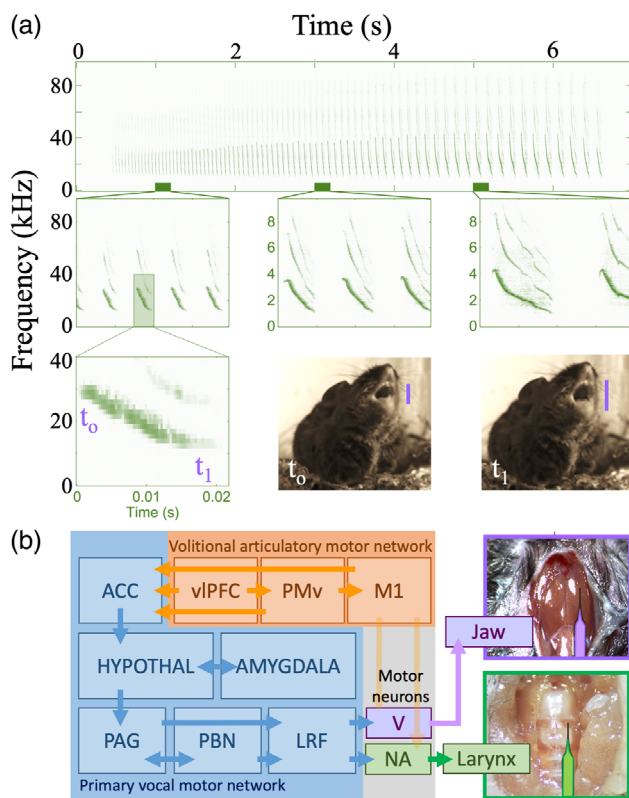 (a)
Time (s)
0 2 4 6
Frequency (kHz)
80
40
20
0
80
40
0
8
6
4
2
0
8
6
4
2
0
40
20
0
t0
t1
0 0.01 0.02
Time (s)
t0
t1
(b)
Volitional articulatory motor network
ACC
vlPFC
PMv
M1
Jaw
HYPOTHAL
AMYGDALA
Motor
neurons
V
PAG
PBN
LRF
NA
Larynx
Primary vocal motor network